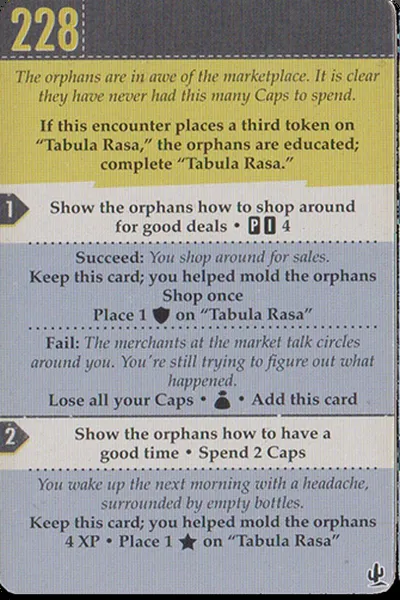 228
The orphans are in awe of the marketplace. It is clear
they have never had this many Caps to spend.
If this encounter places a third token on
“Tabula Rasa,” the orphans are educated;
complete “Tabula Rasa.”
1
Show the orphans how to shop around
for good deals • P I 4
Succeed: You shop around for sales.
Keep this card; you helped mold the orphans
Shop once
Place 1 on “Tabula Rasa”
Fail: The merchants at the market talk circles
around you. You're still trying to figure out what
happened.
Lose all your Caps • • Add this card
2
Show the orphans how to have a
good time • Spend 2 Caps
You wake up the next morning with a headache,
surrounded by empty bottles.
Keep this card; you helped mold the orphans
4 XP • Place 1 on “Tabula Rasa”